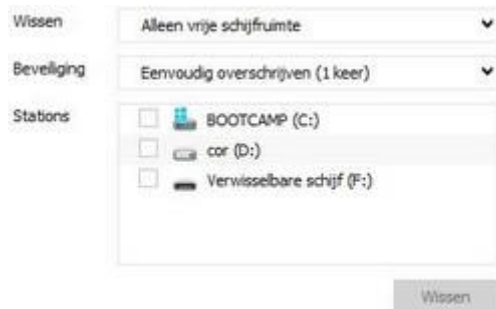 Wissen Alleen vrije schijfruimte
Beveiliging Eenvoudig overschrijven (1 keer)
Stations BOOTCAMP (C:)
cor (D:)
Verwisselbare schijf (F:)
Wissen